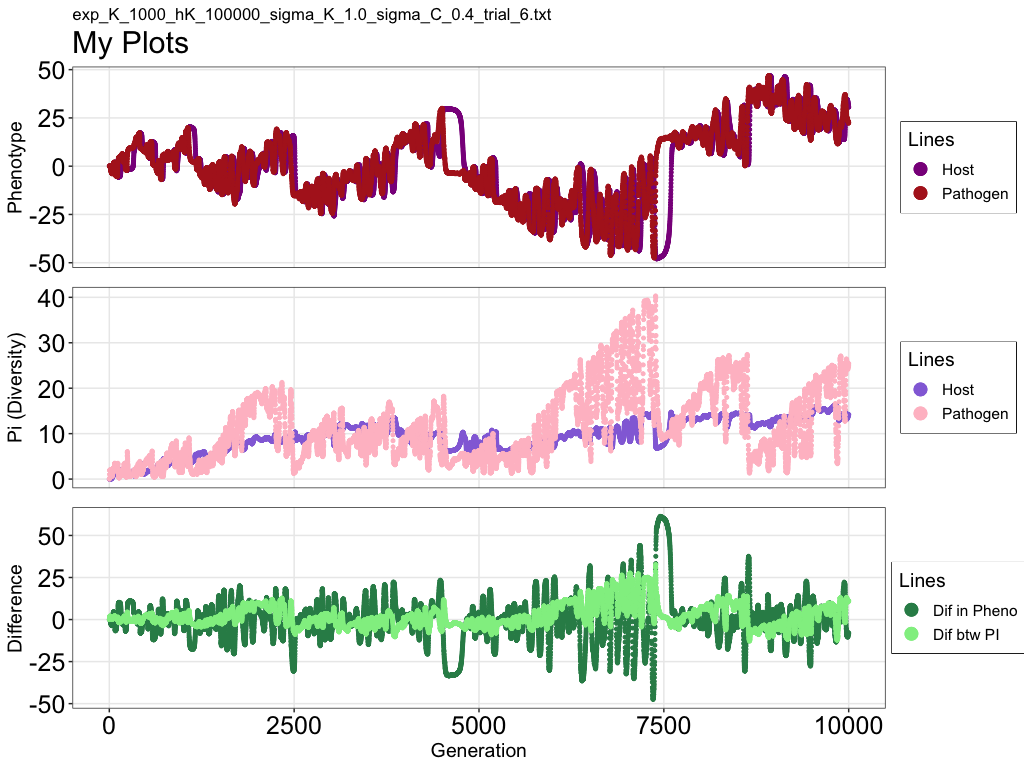 exp_K_1000_hK_100000_sigma_K_1.0_sigma_C_0.4_trial_6.txt
My Plots
50
25
0
-25
-50
Phenotype
Lines
Host
Pathogen
40
30
20
10
0
Pi (Diversity)
Lines
Host
Pathogen
50
25
0
-25
-50
Difference
Lines
Dif in Pheno
Dif btw PI
0 2500 5000 7500 10000
Generation